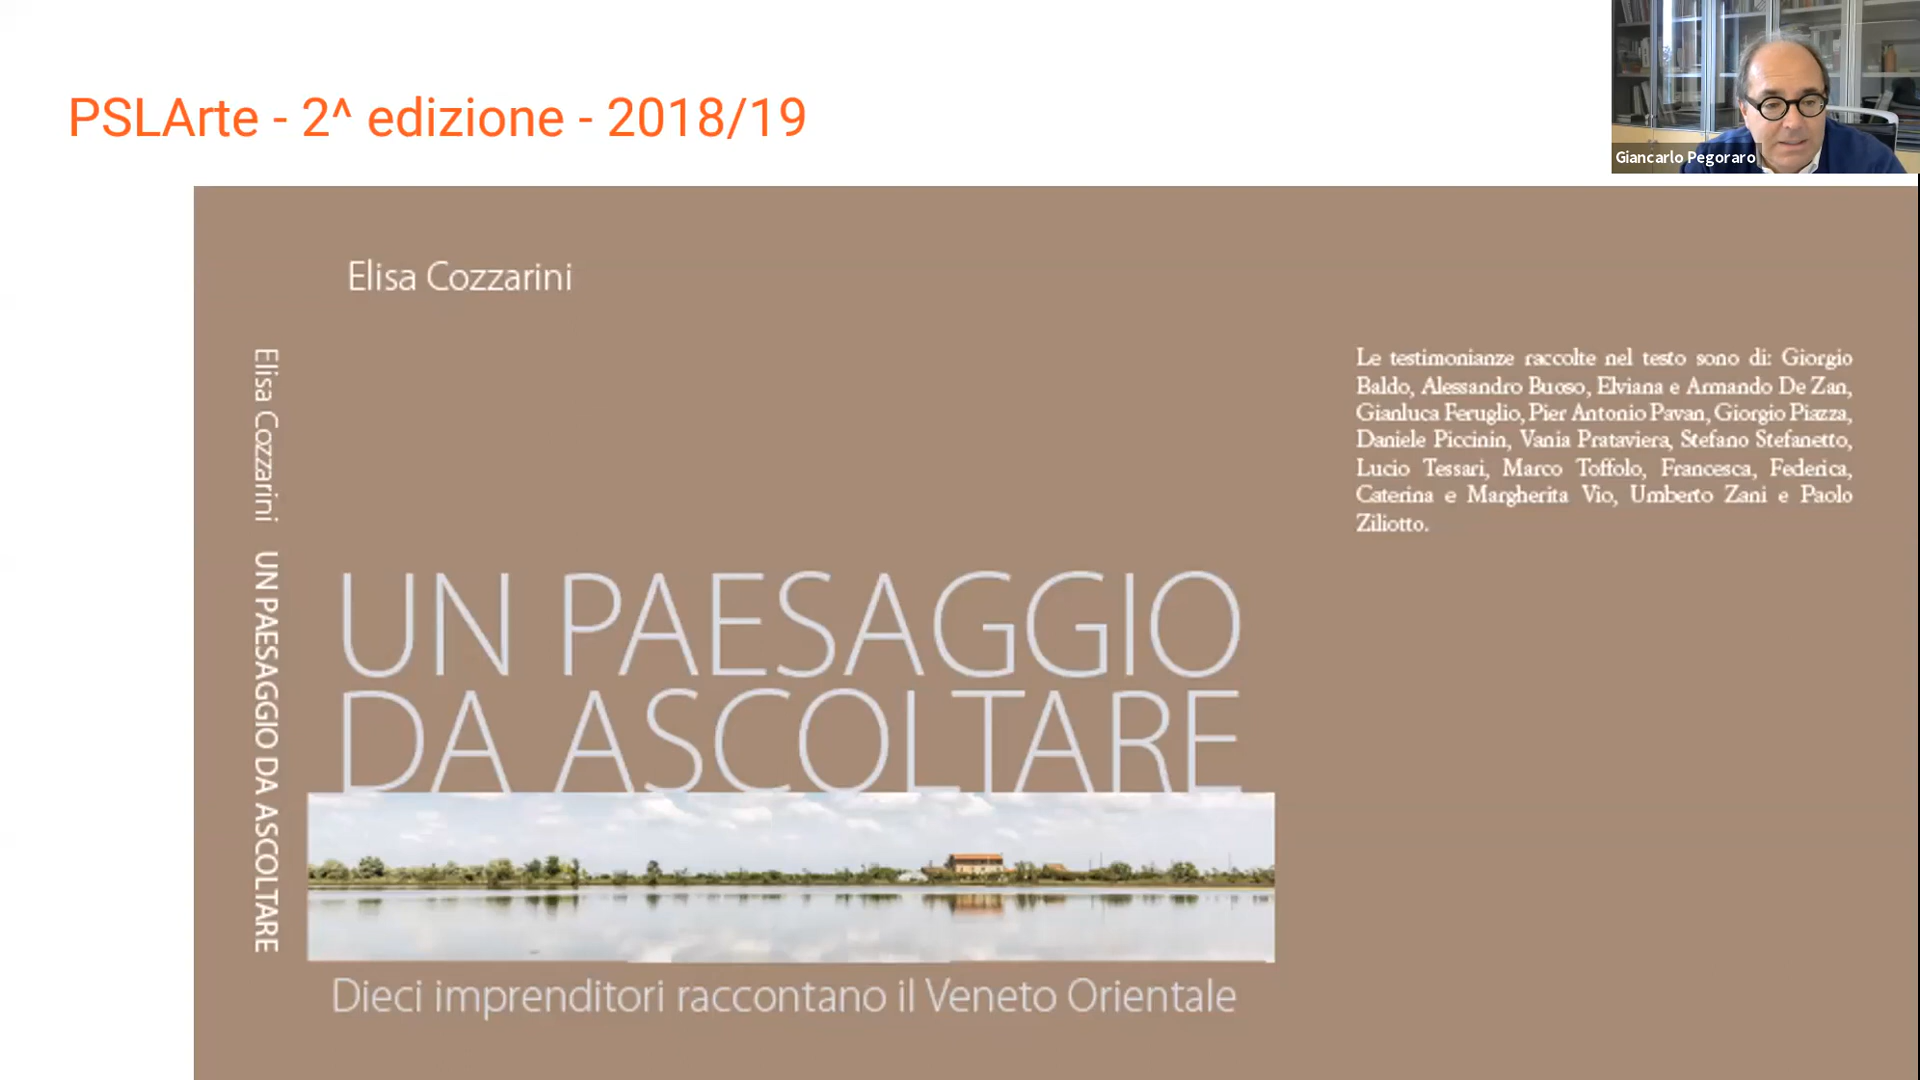 PSLArte - 2^ edizione - 2018/19
Giancarlo Pegoraro
Elisa Cozzarini
Elisa Cozzarini UN PAESAGGIO DA ASCOLTARE
UN PAESAGGIO
DA ASCOLTARE
Dieci imprenditori raccontano il Veneto Orientale
Le testimonianze raccolte nel testo sono di: Giorgio
Baldo, Alessandro Buoso, Elviana e Armando De Zan,
Gianluca Feruglio, Pier Antonio Pavan, Giorgio Piazza,
Daniele Piccinin, Vania Prataviera, Stefano Stefanetto,
Lucio Tessari, Marco Toffolo, Francesca, Federica,
Caterina e Margherita Vio, Umberto Zani e Paolo
Ziliotto.